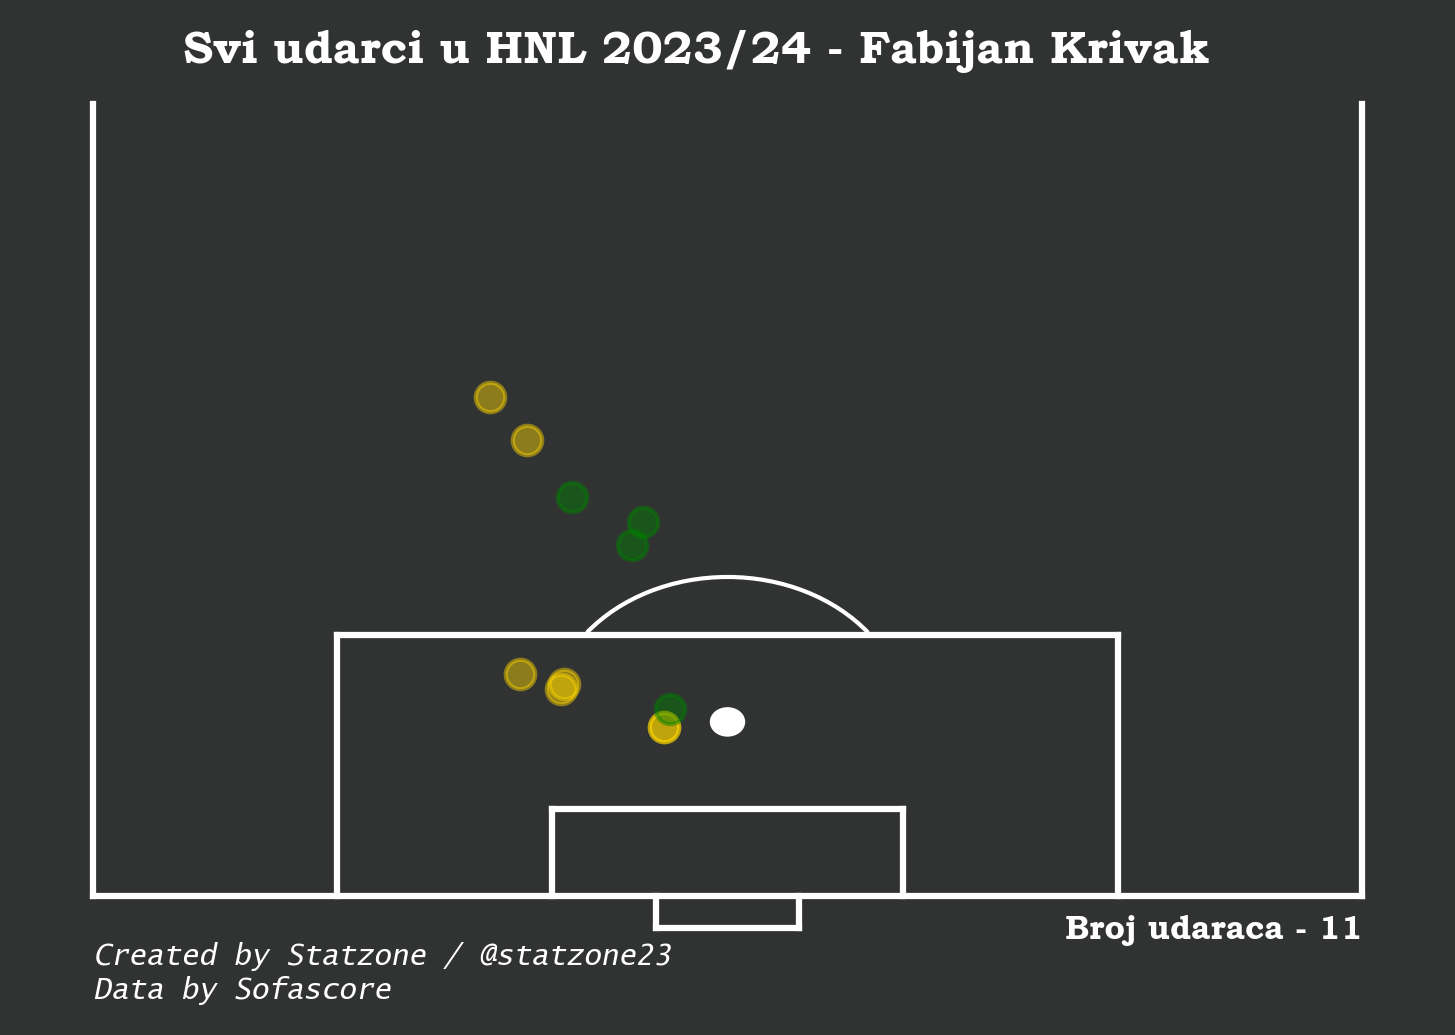 Svi udarci u HNL 2023/24 - Fabijan Krivak
Broj udaraca - 11
Created by Statzone / @statzone23
Data by Sofascore